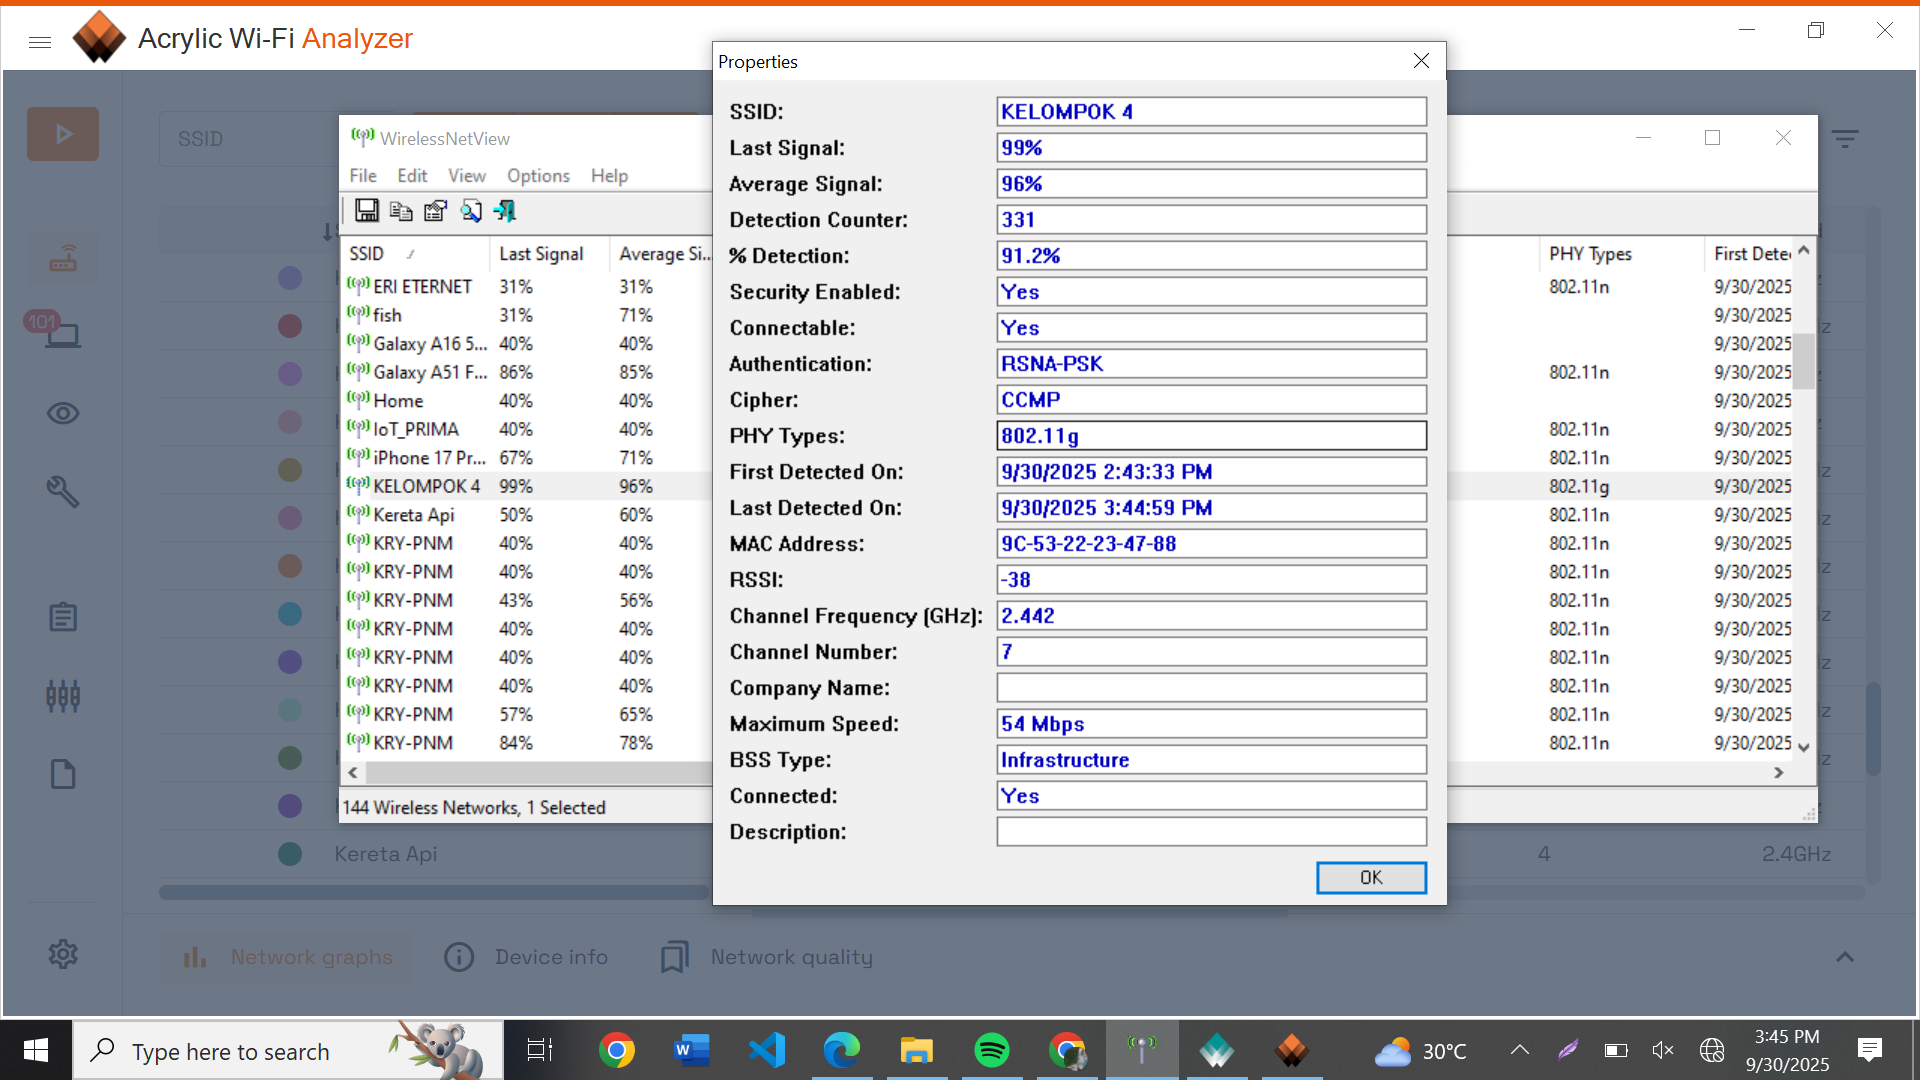 Acrylic Wi-Fi Analyzer
Properties
SSID: KELOMPOK 4
Last Signal: 99%
Average Signal: 96%
Detection Counter: 331
% Detection: 91.2%
Security Enabled: Yes
Connectable: Yes
Authentication: RSNA-PSK
Cipher: CCMP
PHY Types: 802.11g
First Detected On: 9/30/2025 2:43:33 PM
Last Detected On: 9/30/2025 3:44:59 PM
MAC Address: 9C-53-22-23-47-88
RSSI: -38
Channel Frequency (GHz): 2.442
Channel Number: 7
Company Name:
Maximum Speed: 54 Mbps
BSS Type: Infrastructure
Connected: Yes
Description:
OK
SSID
101
WirelessNetView
File Edit View Options Help
SSID Last Signal Average Si... PHY Types First Dete
ERI ETERNET 31% 31% 802.11n 9/30/2025
fish 31% 71% 9/30/2025
Galaxy A16 5... 40% 40% 9/30/2025
Galaxy A51 F... 86% 85% 802.11n 9/30/2025
Home 40% 40% 9/30/2025
IoT_PRIMA 40% 40% 802.11n 9/30/2025
iPhone 17 Pr... 67% 71% 802.11n 9/30/2025
KELOMPOK 4 99% 96% 802.11g 9/30/2025
Kereta Api 50% 60% 802.11n 9/30/2025
KRY-PNM 40% 40% 802.11n 9/30/2025
KRY-PNM 40% 40% 802.11n 9/30/2025
KRY-PNM 43% 56% 802.11n 9/30/2025
KRY-PNM 40% 40% 802.11n 9/30/2025
KRY-PNM 40% 40% 802.11n 9/30/2025
KRY-PNM 40% 40% 802.11n 9/30/2025
KRY-PNM 57% 65% 802.11n 9/30/2025
KRY-PNM 84% 78% 802.11n 9/30/2025
144 Wireless Networks, 1 Selected
Kereta Api 4 2.4GHz
Network graphs Device info Network quality
Type here to search
30°C
3:45 PM
9/30/2025